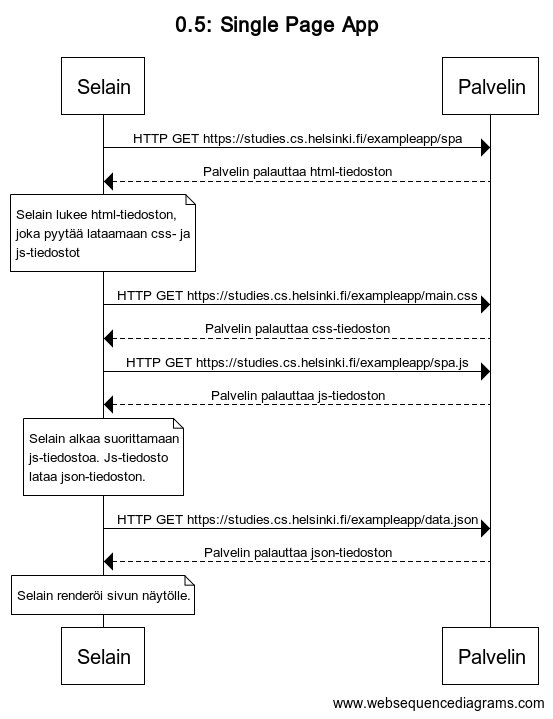 0.5: Single Page App
Selain
Palvelin
HTTP GET https://studies.cs.helsinki.fi/exampleapp/spa
Palvelin palauttaa html-tiedoston
Selain lukee html-tiedoston,
joka pyytää lataamaan css- ja
js-tiedostot
HTTP GET https://studies.cs.helsinki.fi/exampleapp/main.css
Palvelin palauttaa css-tiedoston
HTTP GET https://studies.cs.helsinki.fi/exampleapp/spa.js
Palvelin palauttaa js-tiedoston
Selain alkaa suorittamaan
js-tiedostoa. Js-tiedosto
lataa json-tiedoston.
HTTP GET https://studies.cs.helsinki.fi/exampleapp/data.json
Palvelin palauttaa json-tiedoston
Selain renderöi sivun näytölle.
Selain
Palvelin
www.websequencediagrams.com